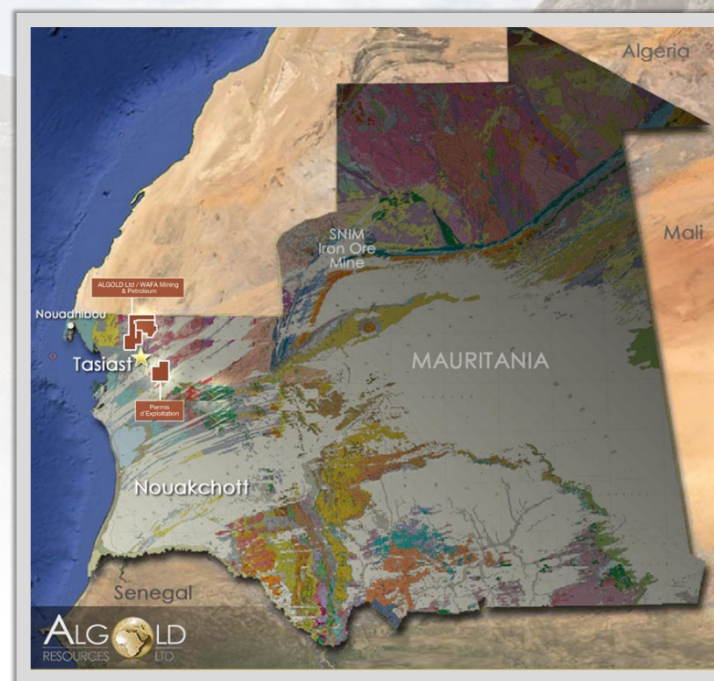 Algeria
Mali
SNIM
Iron Ore
Mine
ALGOLD Ltd / WAFA Mining
& Petroleum
Nouadhibou
Tasiast
MAURITANIA
Permis
d'Exploitation
Nouakchott
Senegal
ALGOLD
RESOURCES LTD.